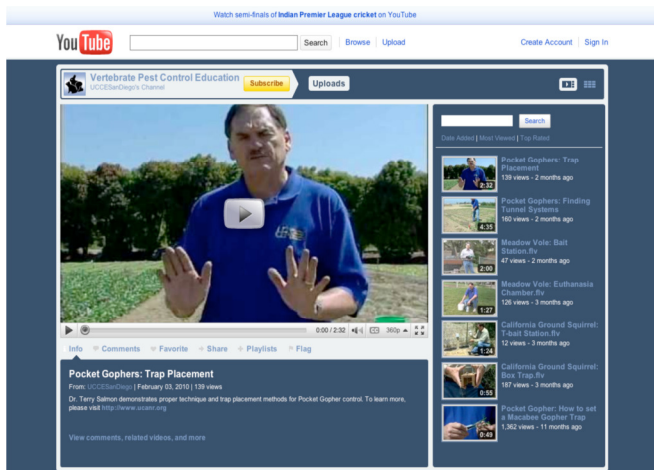 Watch semi-finals of Indian Premier League cricket on YouTube
YouTube Search Browse Upload Create Account Sign In
Vertebrate Pest Control Education
UCCESanDiego's Channel
Subscribe
Uploads
Search
Date Added | Most Viewed | Top Rated
Pocket Gophers: Trap
Placement
139 views - 2 months ago
2:32
Pocket Gophers: Finding
Tunnel Systems
160 views - 2 months ago
4:35
Meadow Vole: Bait
Station.flv
47 views - 2 months ago
2:00
Meadow Vole: Euthanasia
Chamber.flv
126 views - 3 months ago
1:27
California Ground Squirrel:
T-bait Station.flv
12 views - 3 months ago
1:24
California Ground Squirrel:
Box Trap.flv
187 views - 3 months ago
0:55
Pocket Gopher: How to set
a Macabee Gopher Trap
1,362 views - 11 months ago
0:49
0:00 / 2:32 CC 360p
Info Comments Favorite Share Playlists Flag
Pocket Gophers: Trap Placement
From: UCCESanDiego | February 03, 2010 | 139 views
Dr. Terry Salmon demonstrates proper technique and trap placement methods for Pocket Gopher control. To learn more,
please visit http://www.ucanr.org
View comments, related videos, and more